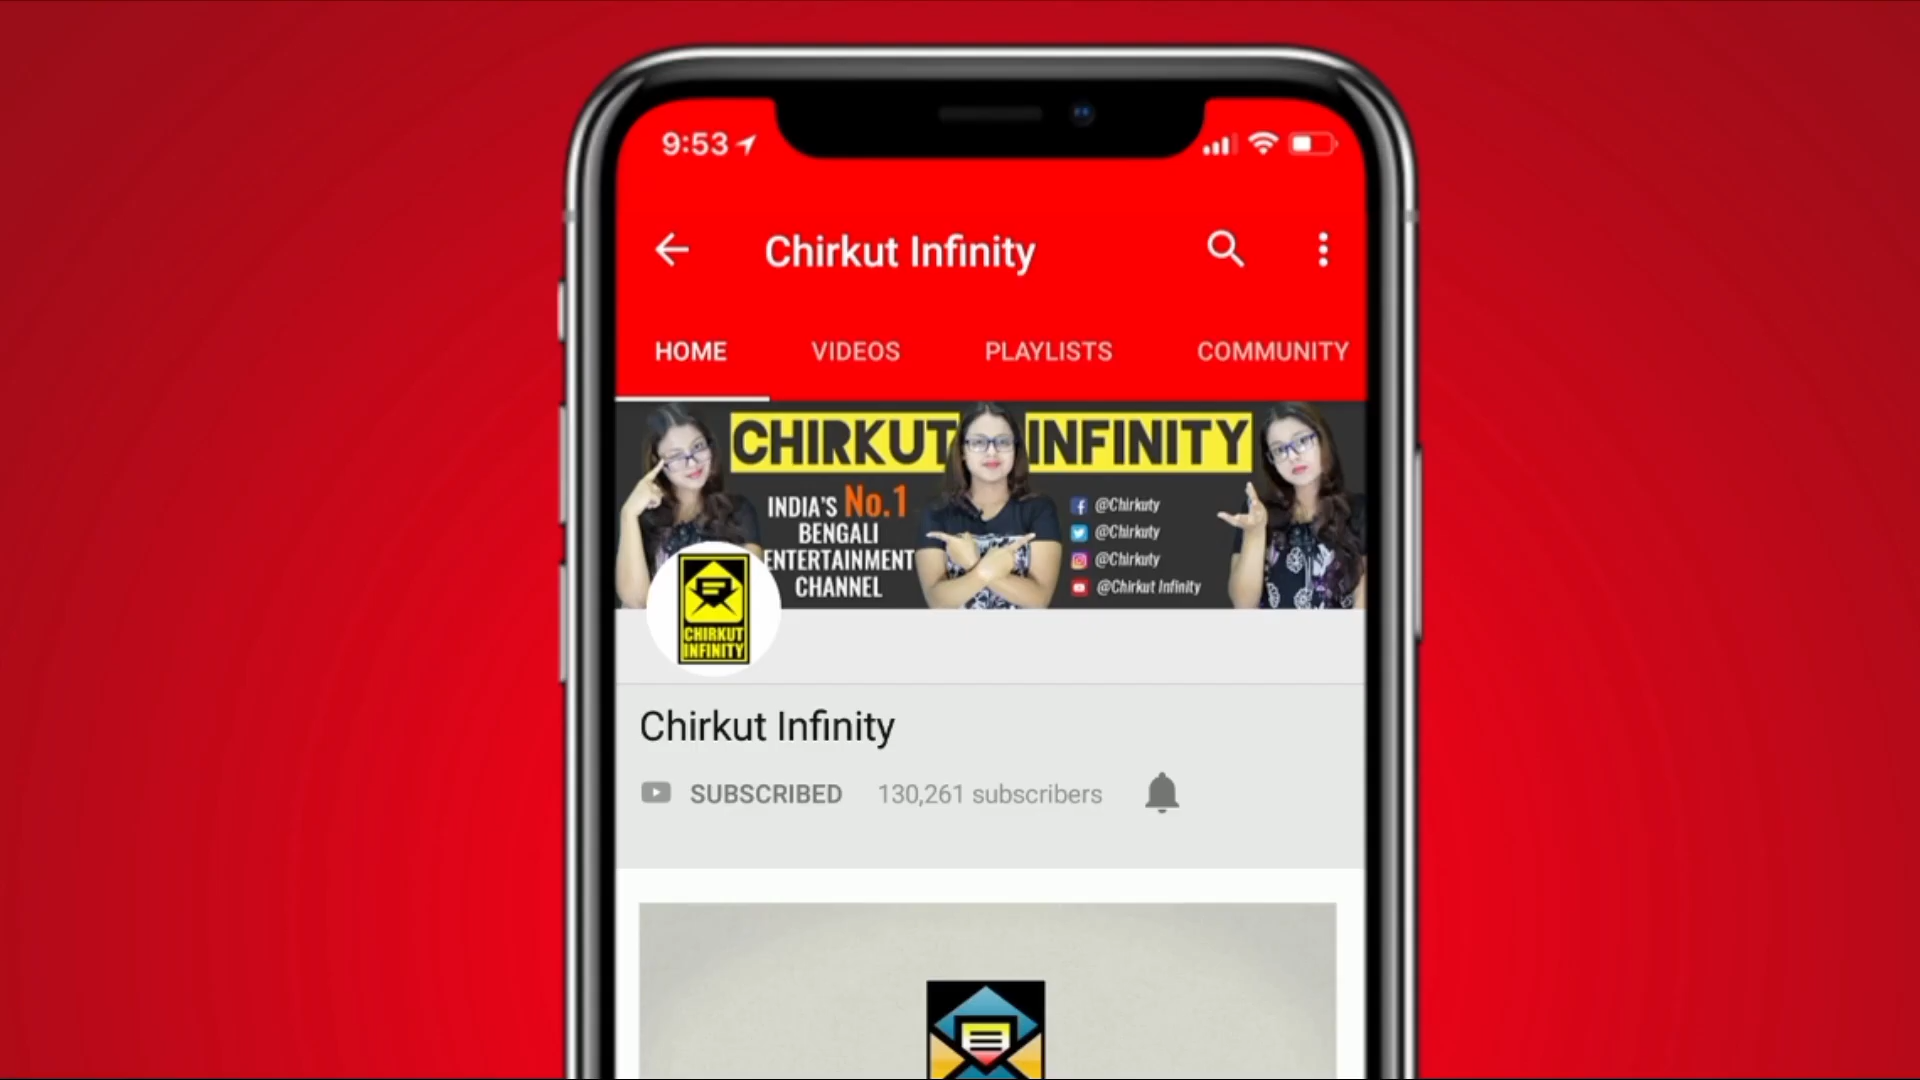 9:53
Chirkut Infinity
HOME VIDEOS PLAYLISTS COMMUNITY
CHIRKUT INFINITY
INDIA'S No.1
BENGALI
ENTERTAINMENT
CHANNEL
@Chirkuty
@Chirkuty
@Chirkuty
@Chirkut Infinity
CHIRKUT
INFINITY
Chirkut Infinity
SUBSCRIBED 130,261 subscribers